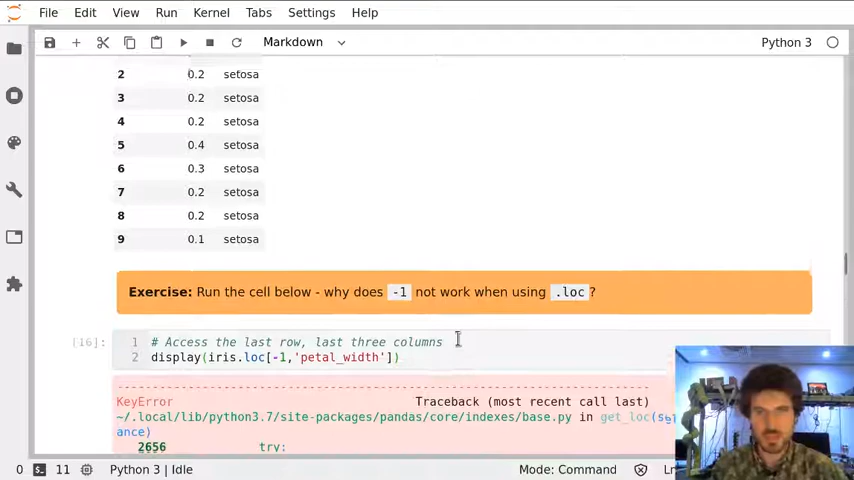 File Edit View Run Kernel Tabs Settings Help
Markdown Python 3
2 0.2 setosa
3 0.2 setosa
4 0.2 setosa
5 0.4 setosa
6 0.3 setosa
7 0.2 setosa
8 0.2 setosa
9 0.1 setosa
Exercise: Run the cell below - why does -1 not work when using .loc?
[16]: 1 # Access the last row, last three columns
2 display(iris.loc[-1,'petal_width'])
---------------------------------------------------------------------------
KeyError Traceback (most recent call last)
~/.local/lib/python3.7/site-packages/pandas/core/indexes/base.py in get_loc(se
ance)
2656 try:
0 11 Python 3 | Idle Mode: Command Ln